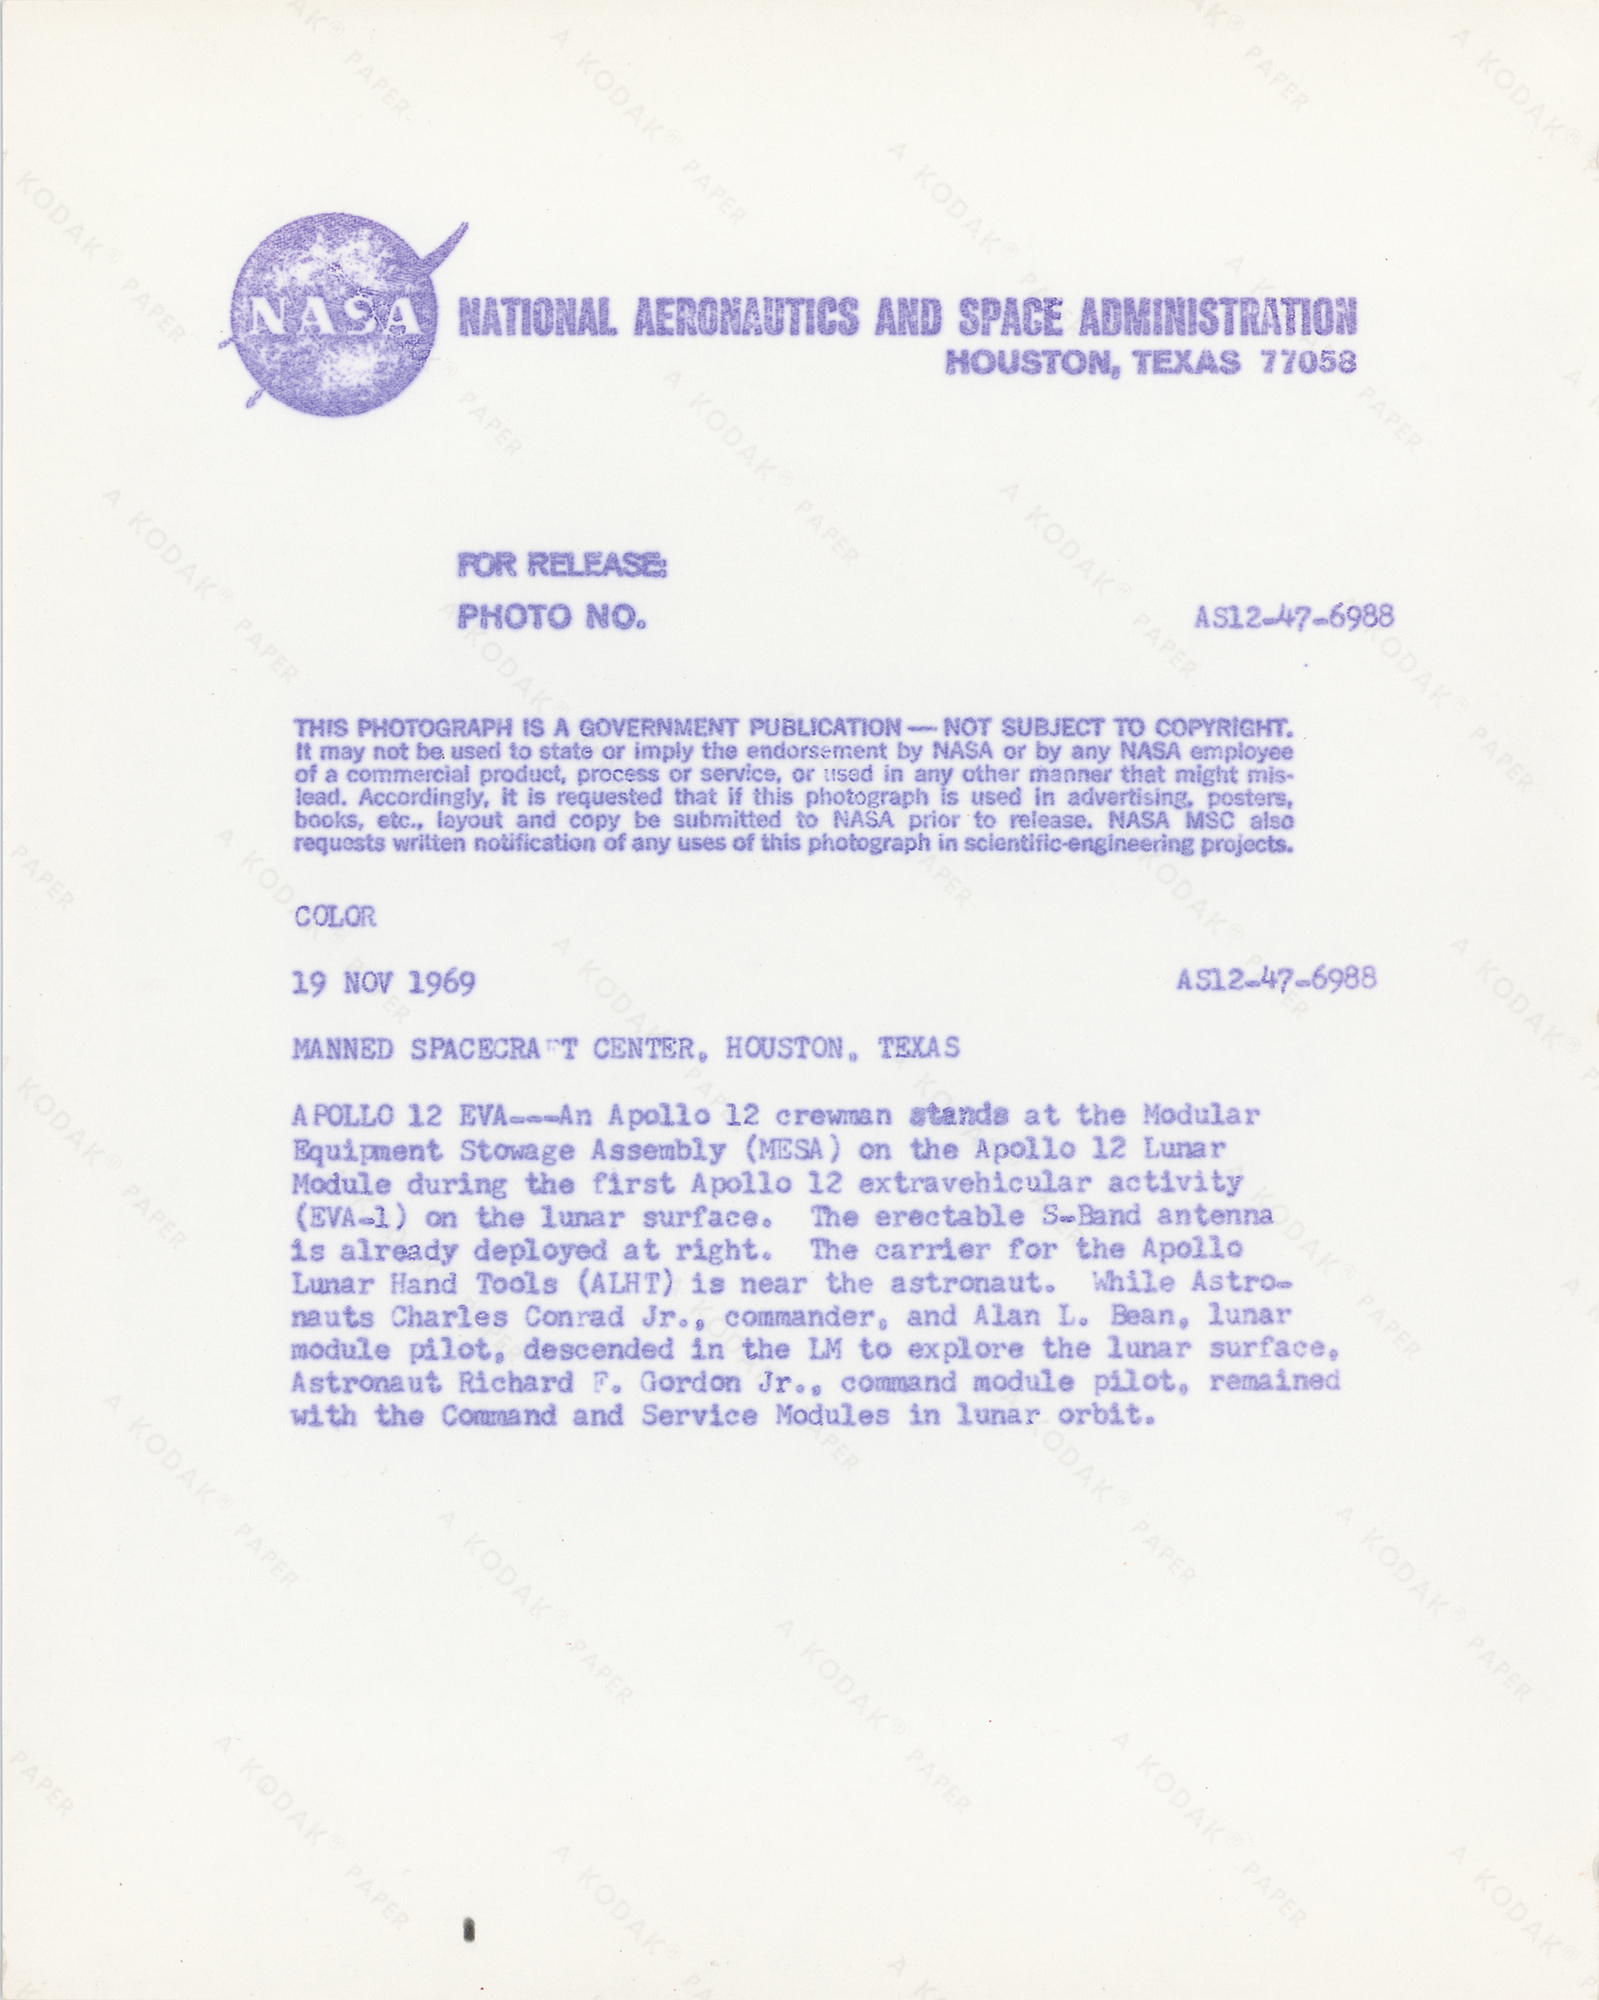 NASA
NATIONAL AERONAUTICS AND SPACE ADMINISTRATION
HOUSTON, TEXAS 77058
FOR RELEASE:
PHOTO NO. AS12-47-6988
THIS PHOTOGRAPH IS A GOVERNMENT PUBLICATION — NOT SUBJECT TO COPYRIGHT.
It may not be used to state or imply the endorsement by NASA or by any NASA employee
of a commercial product, process or service, or used in any other manner that might mis-
lead. Accordingly, it is requested that if this photograph is used in advertising, posters,
books, etc., layout and copy be submitted to NASA prior to release. NASA MSC also
requests written notification of any uses of this photograph in scientific-engineering projects.
COLOR
19 NOV 1969 AS12-47-6988
MANNED SPACECRAFT CENTER, HOUSTON, TEXAS
APOLLO 12 EVA---An Apollo 12 crewman stands at the Modular
Equipment Stowage Assembly (MESA) on the Apollo 12 Lunar
Module during the first Apollo 12 extravehicular activity
(EVA-1) on the lunar surface. The erectable S-Band antenna
is already deployed at right. The carrier for the Apollo
Lunar Hand Tools (ALHT) is near the astronaut. While Astro-
nauts Charles Conrad Jr., commander, and Alan L. Bean, lunar
module pilot, descended in the LM to explore the lunar surface,
Astronaut Richard F. Gordon Jr., command module pilot, remained
with the Command and Service Modules in lunar orbit.
A KODAK® PAPER